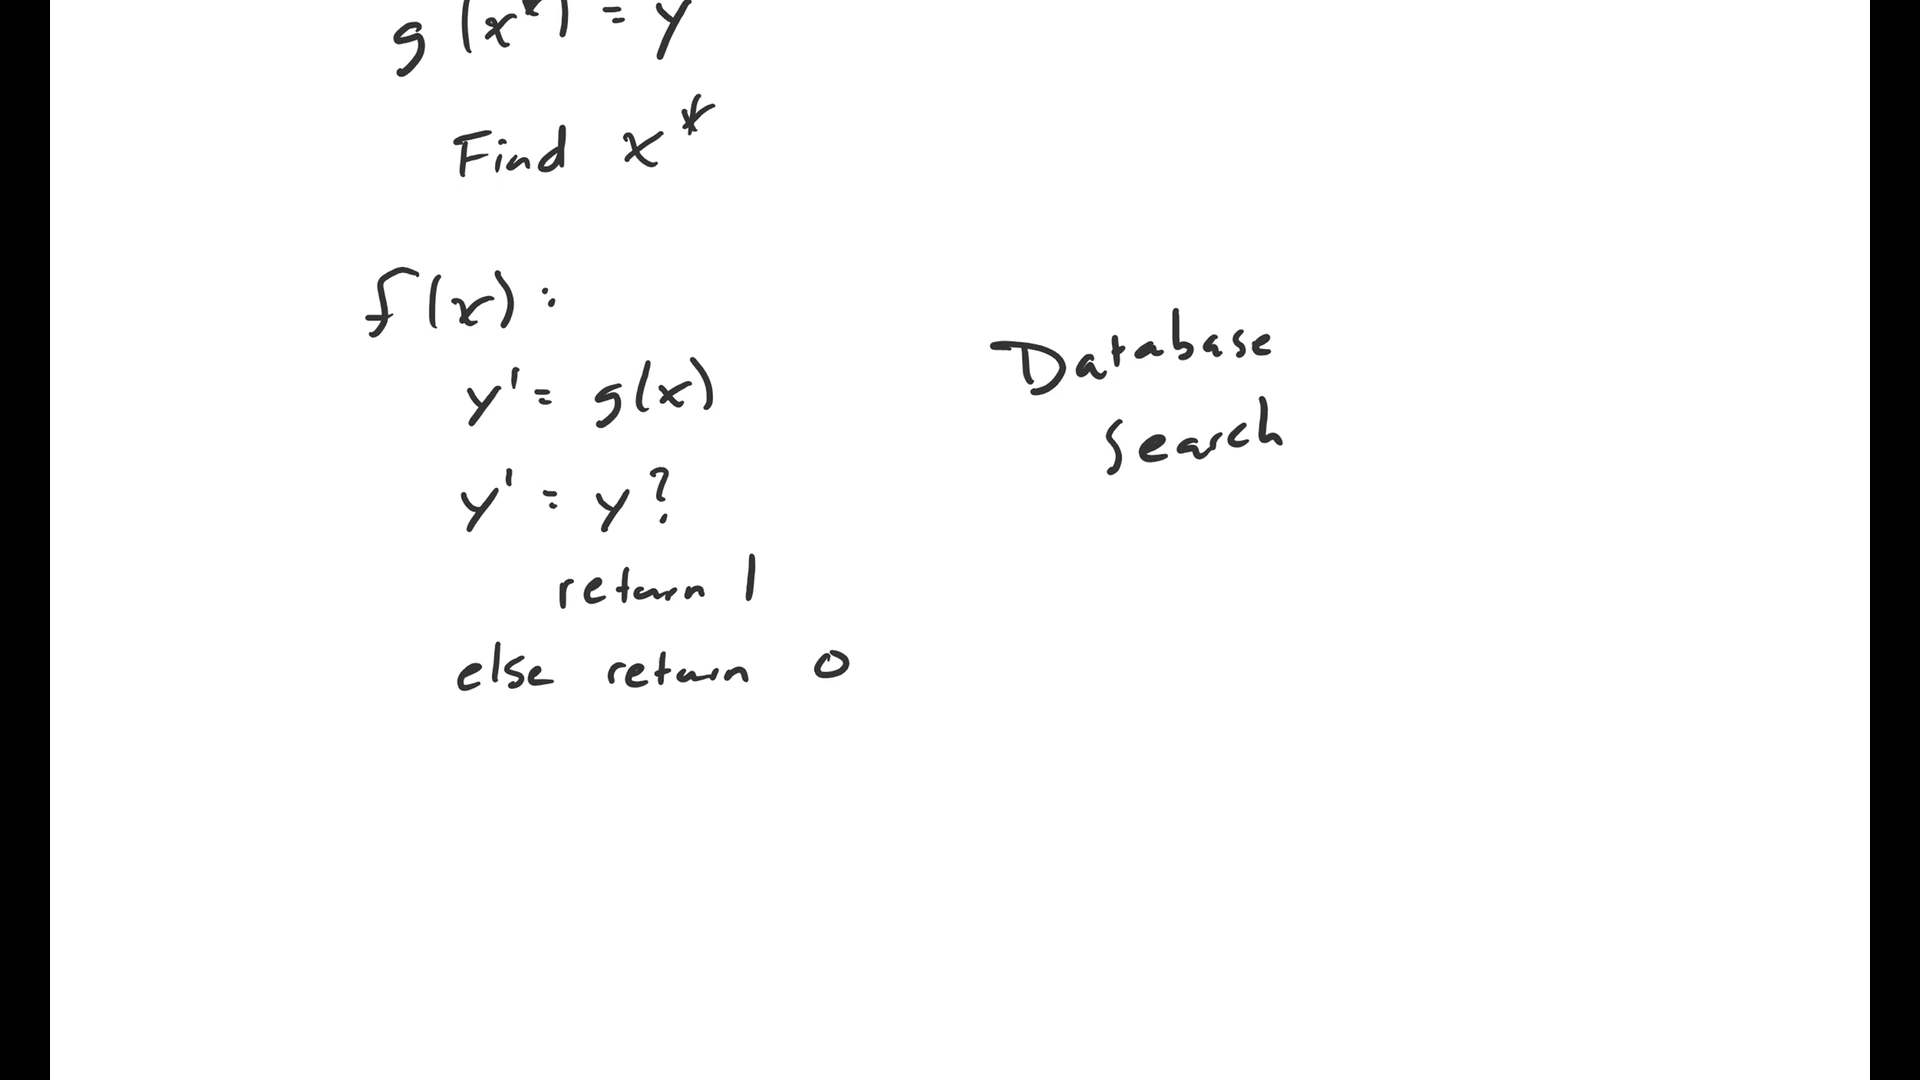 g(x*) = y
Find x*
f(x):
y' = g(x)
y' = y?
return 1
else return 0
Database
Search